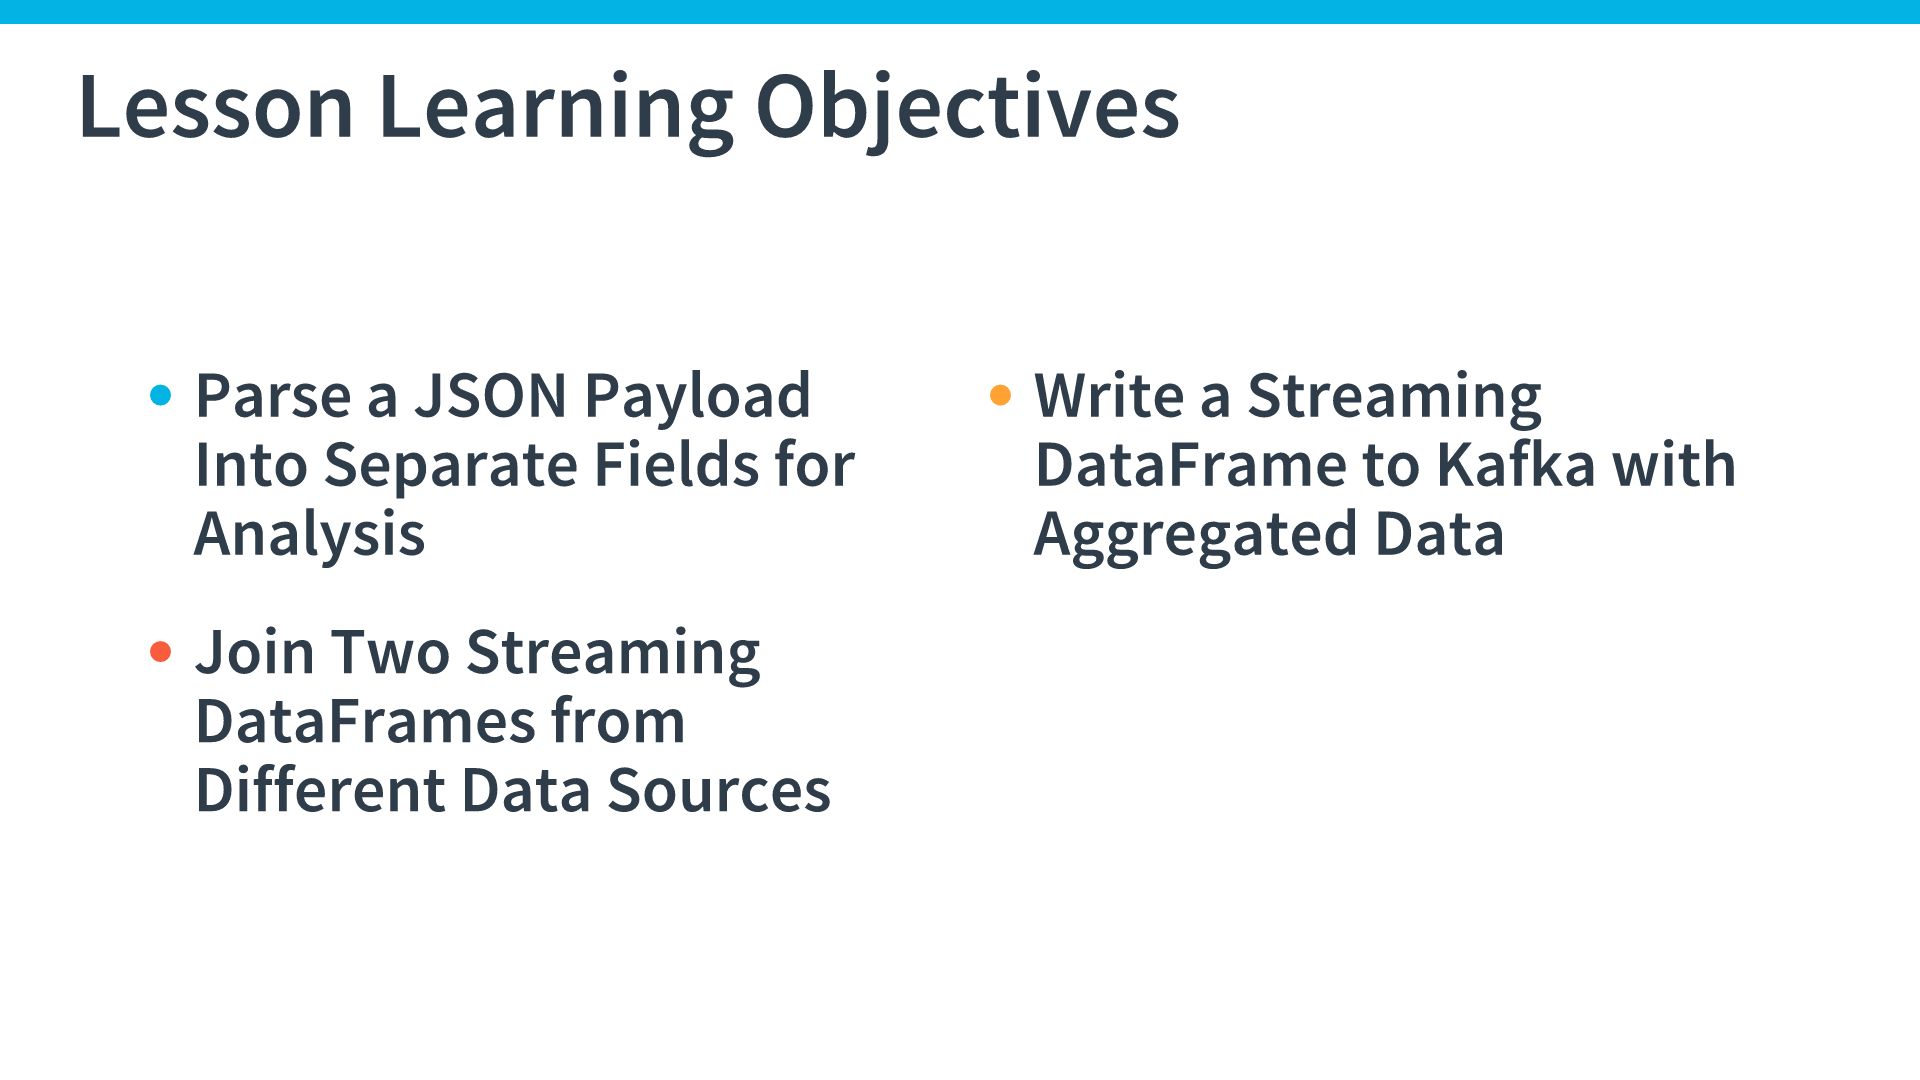 Lesson Learning Objectives
Parse a JSON Payload
Into Separate Fields for
Analysis
Join Two Streaming
DataFrames from
Different Data Sources
Write a Streaming
DataFrame to Kafka with
Aggregated Data